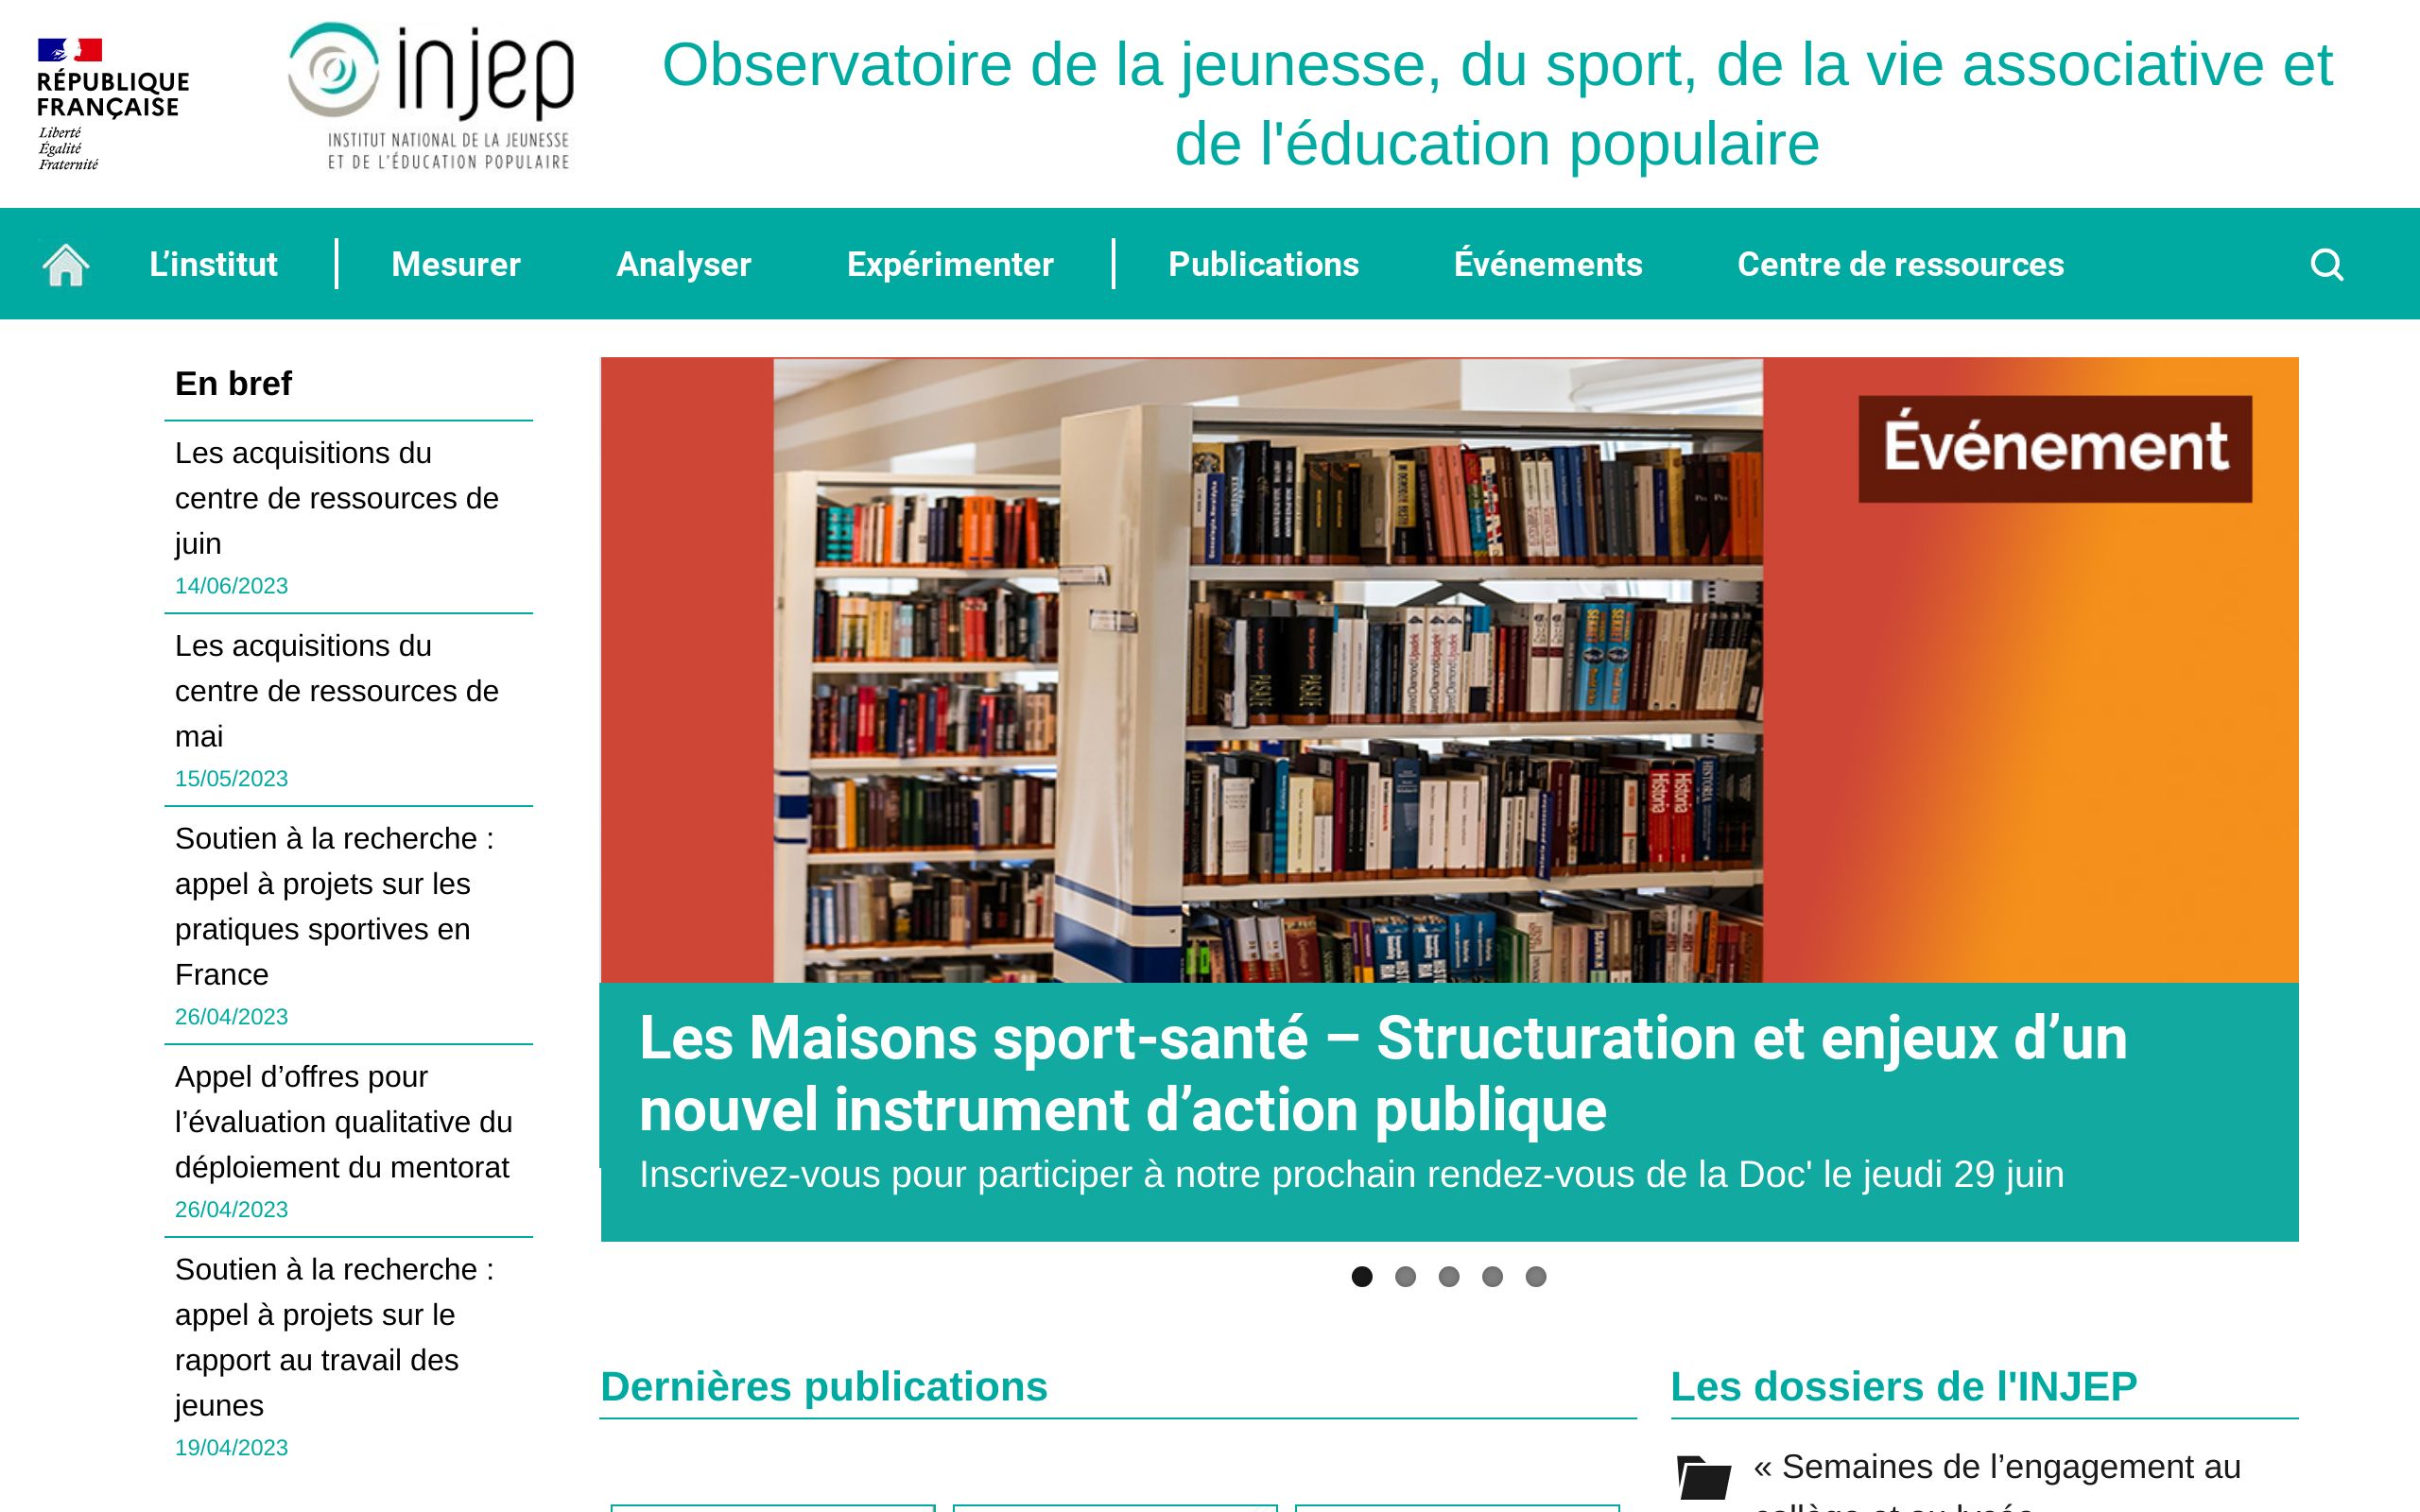 RÉPUBLIQUE
FRANÇAISE
Liberté
Égalité
Fraternité
injep
INSTITUT NATIONAL DE LA JEUNESSE
ET DE L'ÉDUCATION POPULAIRE
Observatoire de la jeunesse, du sport, de la vie associative et
de l'éducation populaire
L’institut
Mesurer
Analyser
Expérimenter
Publications
Événements
Centre de ressources
En bref
Les acquisitions du
centre de ressources de
juin
14/06/2023
Les acquisitions du
centre de ressources de
mai
15/05/2023
Soutien à la recherche :
appel à projets sur les
pratiques sportives en
France
26/04/2023
Appel d’offres pour
l’évaluation qualitative du
déploiement du mentorat
26/04/2023
Soutien à la recherche :
appel à projets sur le
rapport au travail des
jeunes
19/04/2023
Événement
Les Maisons sport-santé – Structuration et enjeux d’un
nouvel instrument d’action publique
Inscrivez-vous pour participer à notre prochain rendez-vous de la Doc' le jeudi 29 juin
Dernières publications
Les dossiers de l'INJEP
« Semaines de l’engagement au
collège et au lycée